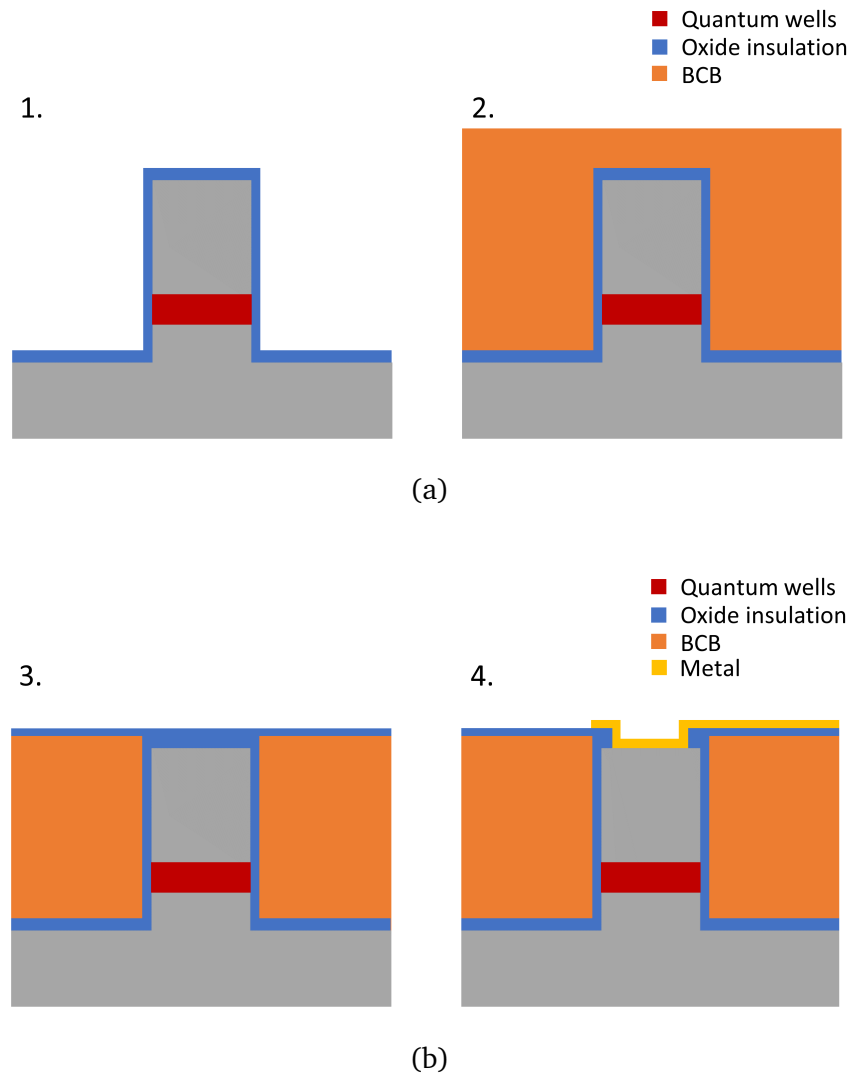 Quantum wells
Oxide insulation
BCB
1.
2.
(a)
Quantum wells
Oxide insulation
BCB
Metal
3.
4.
(b)